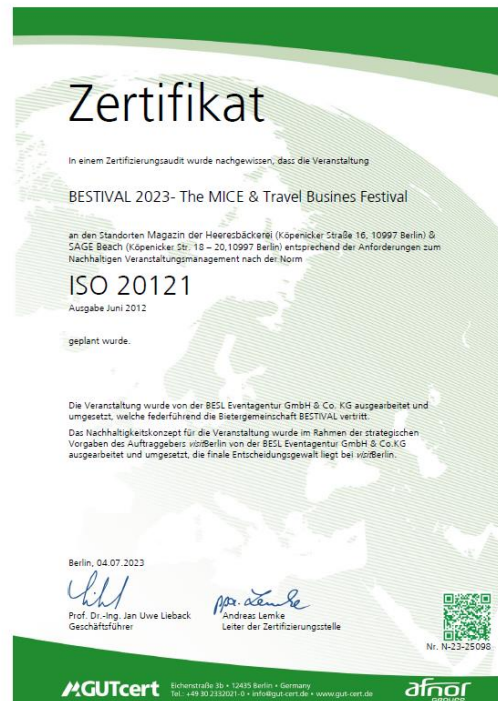 Zertifikat
In einem Zertifizierungsaudit wurde nachgewissen, dass die Veranstaltung
BESTIVAL 2023- The MICE & Travel Busines Festival
an den Standorten Magazin der Heeresbäckerei (Köpenicker Straße 16, 10997 Berlin) &
SAGE Beach (Köpenicker Str. 18 – 20,10997 Berlin) entsprechend der Anforderungen zum
Nachhaltigen Veranstaltungsmanagement nach der Norm
ISO 20121
Ausgabe Juni 2012
geplant wurde.
Die Veranstaltung wurde von der BESL Eventagentur GmbH & Co. KG ausgearbeitet und
umgesetzt, welche federführend die Bietergemeinschaft BESTIVAL vertritt.
Das Nachhaltigkeitskonzept für die Veranstaltung wurde im Rahmen der strategischen
Vorgaben des Auftraggebers visitBerlin von der BESL Eventagentur GmbH & Co.KG
ausgearbeitet und umgesetzt, die finale Entscheidungsgewalt liegt bei visitBerlin.
Berlin, 04.07.2023
ppa. Lemke
Prof. Dr.-Ing. Jan Uwe Lieback
Geschäftsführer
Andreas Lemke
Leiter der Zertifizierungsstelle
Nr. N-23-25098
GUTcert
Eichenstraße 3b • 12435 Berlin • Germany
Tel.: +49 30 2332021-0 • info@gut-cert.de • www.gut-cert.de
afnor
GROUPE